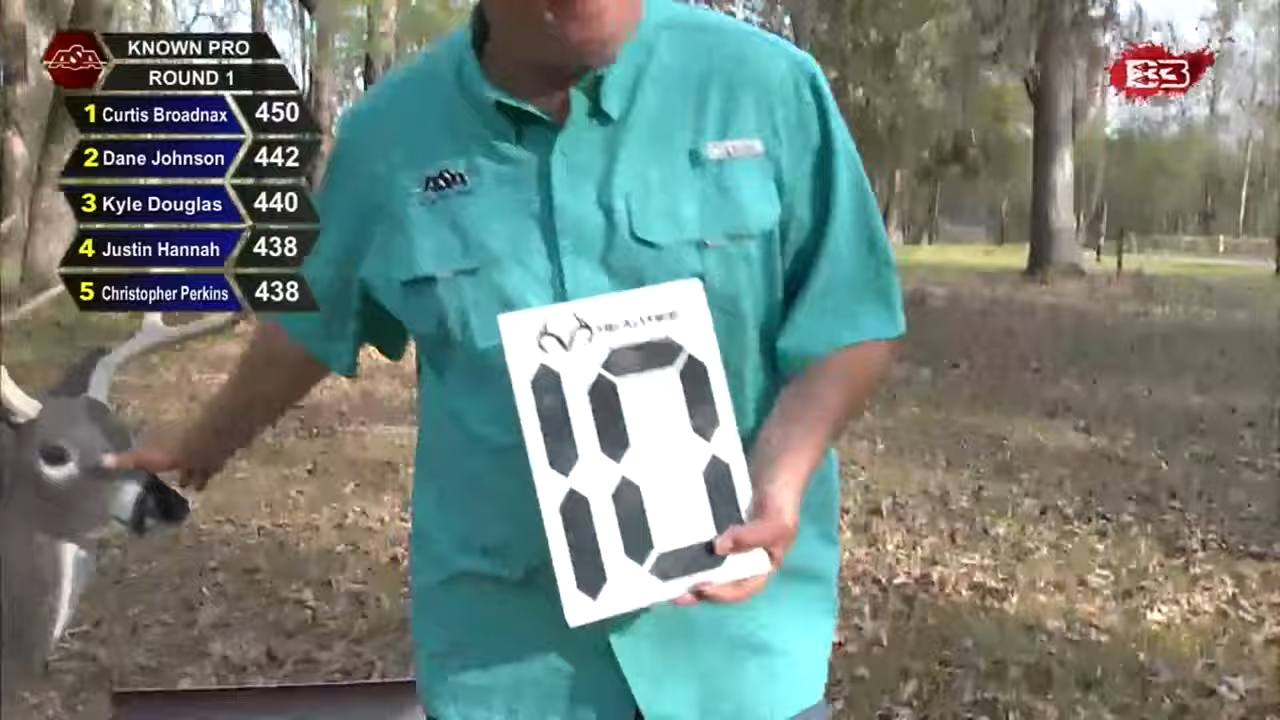 KNOWN PRO
ROUND 1
1 Curtis Broadnax 450
2 Dane Johnson 442
3 Kyle Douglas 440
4 Justin Hannah 438
5 Christopher Perkins 438
10